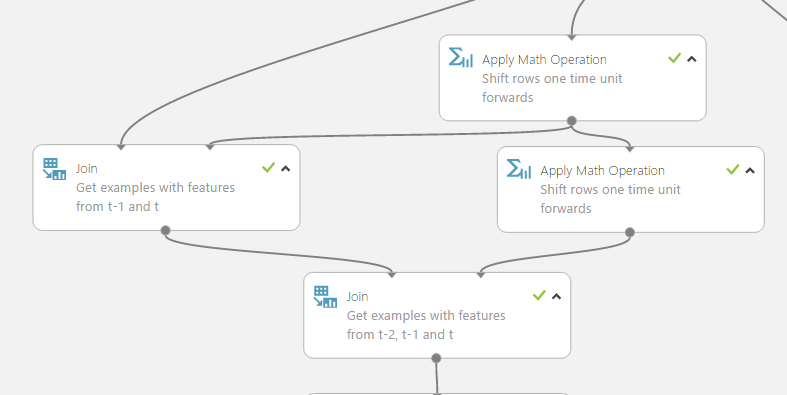 Apply Math Operation
Shift rows one time unit
forwards
Join
Get examples with features
from t-1 and t
Apply Math Operation
Shift rows one time unit
forwards
Join
Get examples with features
from t-2, t-1 and t